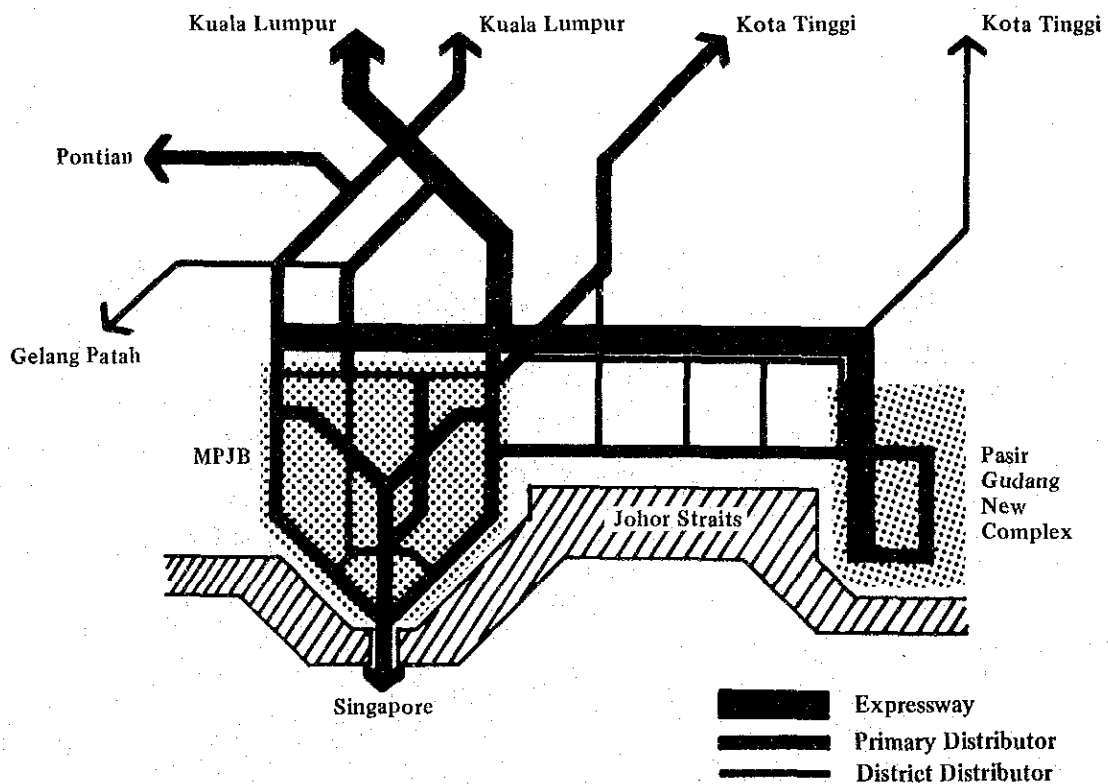 Kuala Lumpur
Kuala Lumpur
Kota Tinggi
Kota Tinggi
Pontian
Gelang Patah
MPJB
Pasir
Gudang
New
Complex
Johor Straits
Singapore
Expressway
Primary Distributor
District Distributor